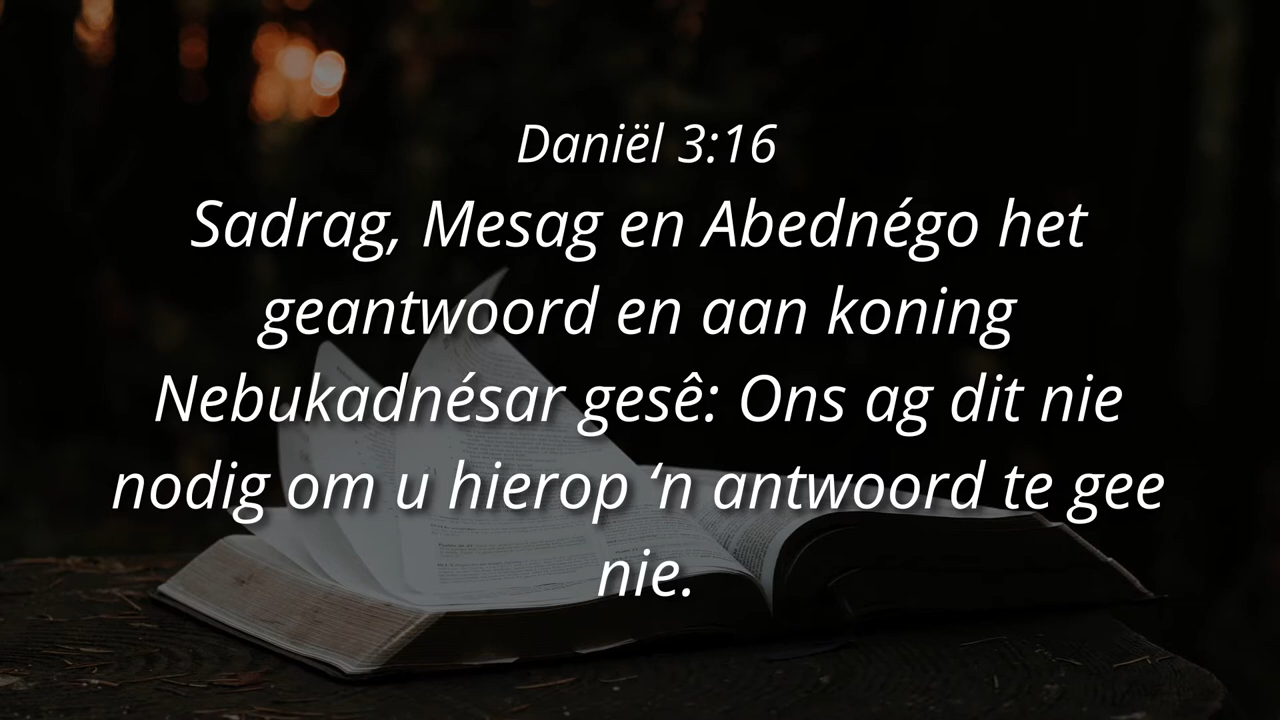 Daniël 3:16
Sadrag, Mesag en Abednégo het
geantwoord en aan koning
Nebukadnésar gesê: Ons ag dit nie
nodig om u hierop ‘n antwoord te gee
nie.